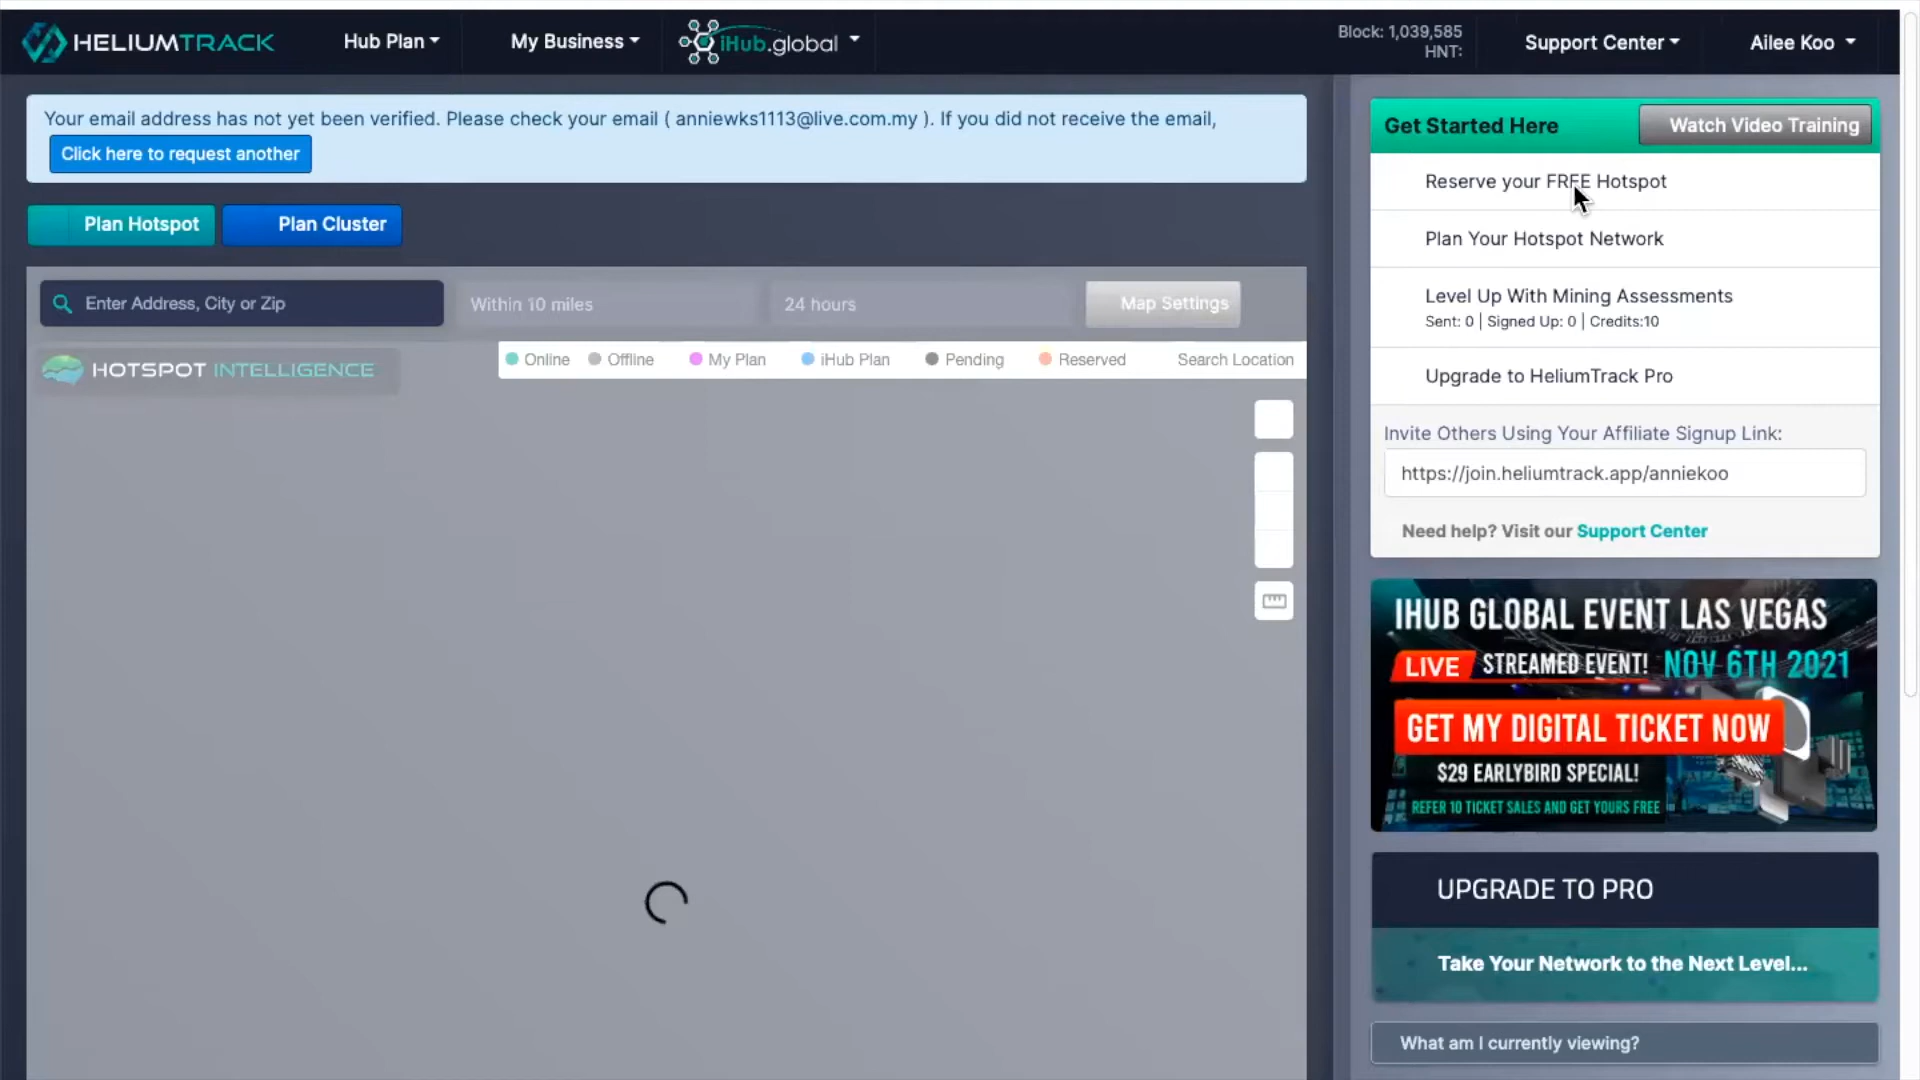 HELIUMTRACK
Hub Plan
My Business
iHub.global
Block: 1,039,585
HNT:
Support Center
Ailee Koo
Your email address has not yet been verified. Please check your email ( anniewks1113@live.com.my ). If you did not receive the email,
Click here to request another
Plan Hotspot
Plan Cluster
Enter Address, City or Zip
Within 10 miles
24 hours
Map Settings
HOTSPOT INTELLIGENCE
Online
Offline
My Plan
iHub Plan
Pending
Reserved
Search Location
Get Started Here
Watch Video Training
Reserve your FREE Hotspot
Plan Your Hotspot Network
Level Up With Mining Assessments
Sent: 0 | Signed Up: 0 | Credits:10
Upgrade to HeliumTrack Pro
Invite Others Using Your Affiliate Signup Link:
https://join.heliumtrack.app/anniekoo
Need help? Visit our Support Center
IHUB GLOBAL EVENT LAS VEGAS
LIVE STREAMED EVENT! NOV 6TH 2021
GET MY DIGITAL TICKET NOW
$29 EARLYBIRD SPECIAL!
REFER 10 TICKET SALES AND GET YOURS FREE
UPGRADE TO PRO
Take Your Network to the Next Level...
What am I currently viewing?